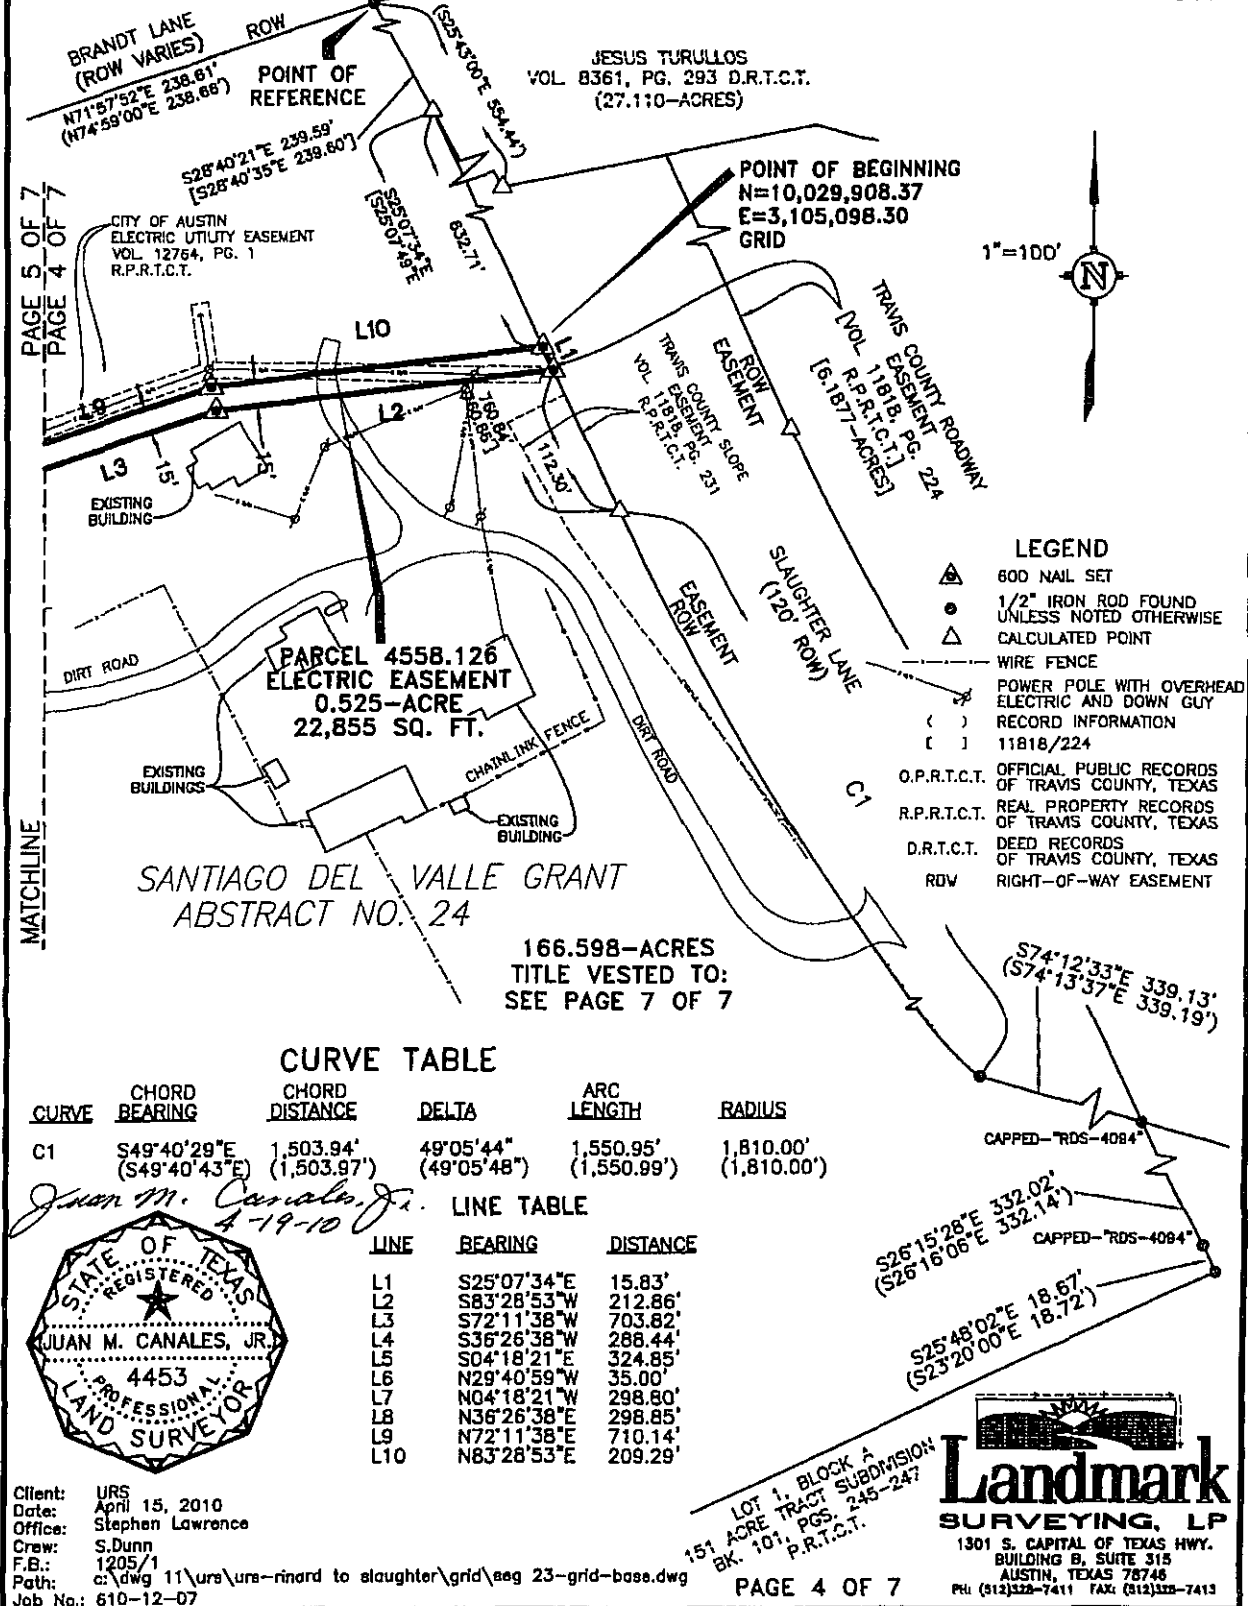 BRANDT LANE
(ROW VARIES)
ROW
N71°57'52"E 238.61'
(N74°59'00"E 238.68')
POINT OF
REFERENCE
(S25°43'00"E 554.44')
JESUS TURULLOS
VOL 8361, PG. 293 D.R.T.C.T.
(27.110-ACRES)
S28°40'21"E 239.59'
[S28°40'35"E 239.60']
S25°07'34"E
[S25°07'49"E
632.71'
POINT OF BEGINNING
N=10,029,908.37
E=3,105,098.30
GRID
1"=100'
N
PAGE 5 OF 7
PAGE 4 OF 7
CITY OF AUSTIN
ELECTRIC UTILITY EASEMENT
VOL 12764, PG. 1
R.P.R.T.C.T.
L10
L1
L9
L2
L3
15'
15'
760.84'
112.30'
EXISTING
BUILDING
TRAVIS COUNTY SLOPE
EASEMENT
VOL 11818, PG. 231
R.P.R.T.C.T.
ROW
EASEMENT
TRAVIS COUNTY ROADWAY
EASEMENT
[VOL 11818, PG. 224
R.P.R.T.C.T.]
[6.1877-ACRES]
SLAUGHTER LANE
(120' ROW)
EASEMENT
ROW
LEGEND
60D NAIL SET
1/2" IRON ROD FOUND
UNLESS NOTED OTHERWISE
CALCULATED POINT
WIRE FENCE
POWER POLE WITH OVERHEAD
ELECTRIC AND DOWN GUY
( ) RECORD INFORMATION
[ ] 11818/224
O.P.R.T.C.T. OFFICIAL PUBLIC RECORDS
OF TRAVIS COUNTY, TEXAS
R.P.R.T.C.T. REAL PROPERTY RECORDS
OF TRAVIS COUNTY, TEXAS
D.R.T.C.T. DEED RECORDS
OF TRAVIS COUNTY, TEXAS
ROW RIGHT-OF-WAY EASEMENT
DIRT ROAD
PARCEL 4558.126
ELECTRIC EASEMENT
0.525-ACRE
22,855 SQ. FT.
CHAINLINK FENCE
DIRT ROAD
EXISTING
BUILDINGS
EXISTING
BUILDING
C1
MATCHLINE
SANTIAGO DEL VALLE GRANT
ABSTRACT NO. 24
166.598-ACRES
TITLE VESTED TO:
SEE PAGE 7 OF 7
S74°12'33"E 339.13'
(S74°13'37"E 339.19')
CAPPED-"RDS-4094"
S26°15'28"E 332.02'
(S26°16'06"E 332.14')
CAPPED-"RDS-4094"
S25°48'02"E 18.67'
(S23°20'00"E 18.72')
CURVE TABLE
CURVE CHORD BEARING CHORD DISTANCE DELTA ARC LENGTH RADIUS
C1 S49°40'29"E 1,503.94' 49°05'44" 1,550.95' 1,810.00'
(S49°40'43"E) (1,503.97') (49°05'48") (1,550.99') (1,810.00')
Juan M. Canales, Jr.
4-19-10
LINE TABLE
LINE BEARING DISTANCE
L1 S25°07'34"E 15.83'
L2 S83°28'53"W 212.86'
L3 S72°11'38"W 703.82'
L4 S36°26'38"W 288.44'
L5 S04°18'21"E 324.85'
L6 N29°40'59"W 35.00'
L7 N04°18'21"W 298.80'
L8 N36°26'38"E 298.85'
L9 N72°11'38"E 710.14'
L10 N83°28'53"E 209.29'
STATE OF TEXAS
REGISTERED
JUAN M. CANALES, JR.
4453
PROFESSIONAL
LAND SURVEYOR
Client: URS
Date: April 15, 2010
Office: Stephen Lawrence
Crew: S.Dunn
F.B.: 1205/1
Path: c:\dwg 11\urs\urs-rinard to slaughter\grid\seg 23-grid-base.dwg
Job No.: 610-12-07
LOT 1, BLOCK A
151 ACRE TRACT SUBDIVISION
BK. 101, PGS. 245-247
P.R.T.C.T.
PAGE 4 OF 7
Landmark
SURVEYING, LP
1301 S. CAPITAL OF TEXAS HWY.
BUILDING B, SUITE 315
AUSTIN, TEXAS 78746
PH: (512)328-7411 FAX: (512)328-7413